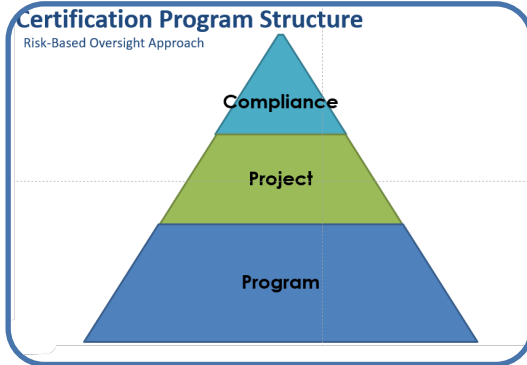 Certification Program Structure
Risk-Based Oversight Approach
Compliance
Project
Program